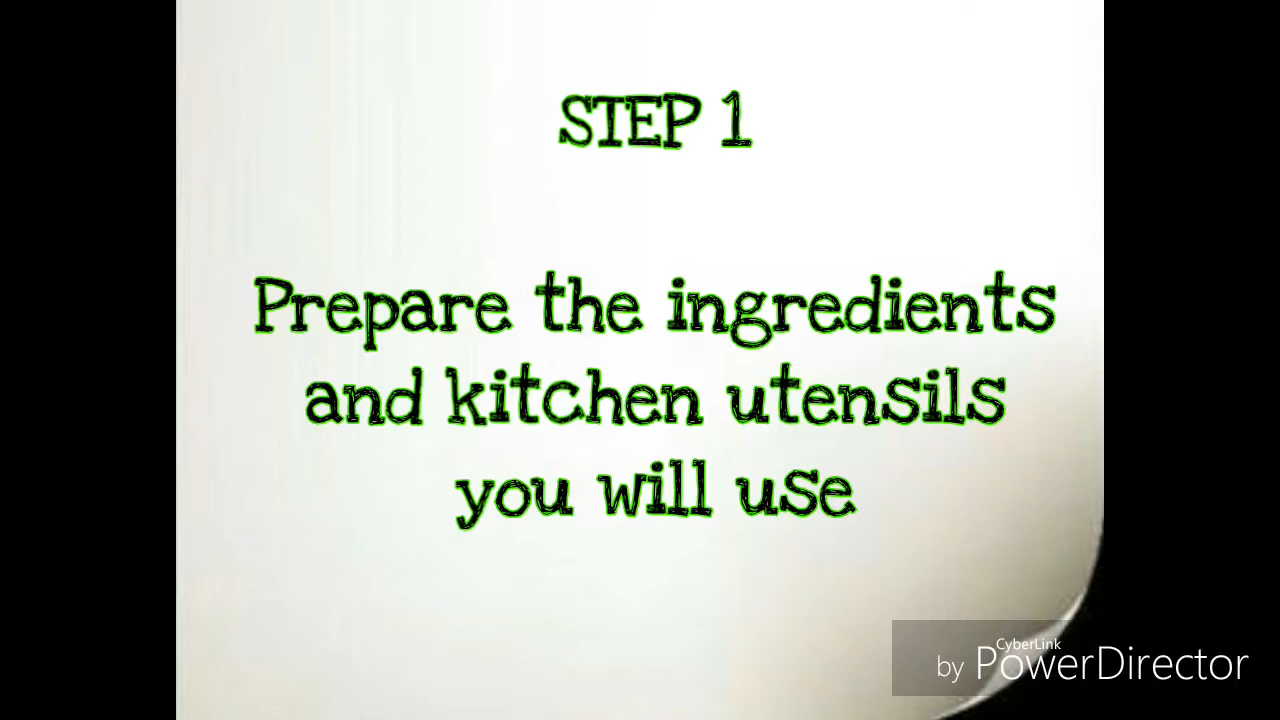 STEP 1
Prepare the ingredients
and kitchen utensils
you will use
CyberLink
by PowerDirector